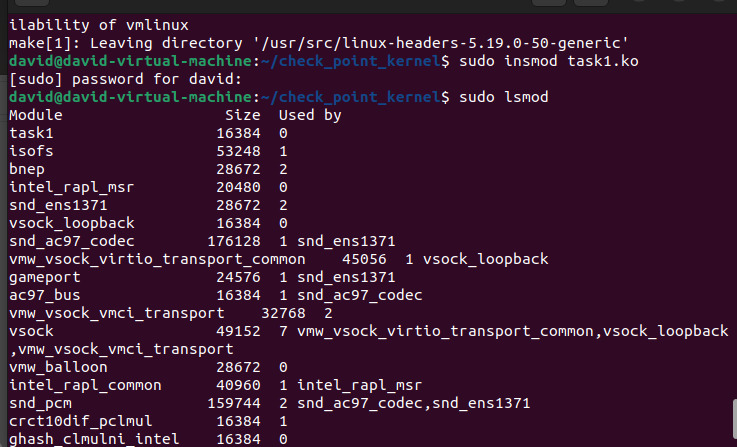 ilability of vmlinux
make[1]: Leaving directory '/usr/src/linux-headers-5.19.0-50-generic'
david@david-virtual-machine:~/check_point_kernel$ sudo insmod task1.ko
[sudo] password for david:
david@david-virtual-machine:~/check_point_kernel$ sudo lsmod
Module                  Size  Used by
task1                  16384  0
isofs                  53248  1
bnep                   28672  2
intel_rapl_msr         20480  0
snd_ens1371            28672  2
vsock_loopback         16384  0
snd_ac97_codec        176128  1 snd_ens1371
vmw_vsock_virtio_transport_common    45056  1 vsock_loopback
gameport               24576  1 snd_ens1371
ac97_bus               16384  1 snd_ac97_codec
vmw_vsock_vmci_transport    32768  2
vsock                  49152  7 vmw_vsock_virtio_transport_common,vsock_loopback
,vmw_vsock_vmci_transport
vmw_balloon            28672  0
intel_rapl_common      40960  1 intel_rapl_msr
snd_pcm               159744  2 snd_ac97_codec,snd_ens1371
crct10dif_pclmul       16384  1
ghash_clmulni_intel    16384  0